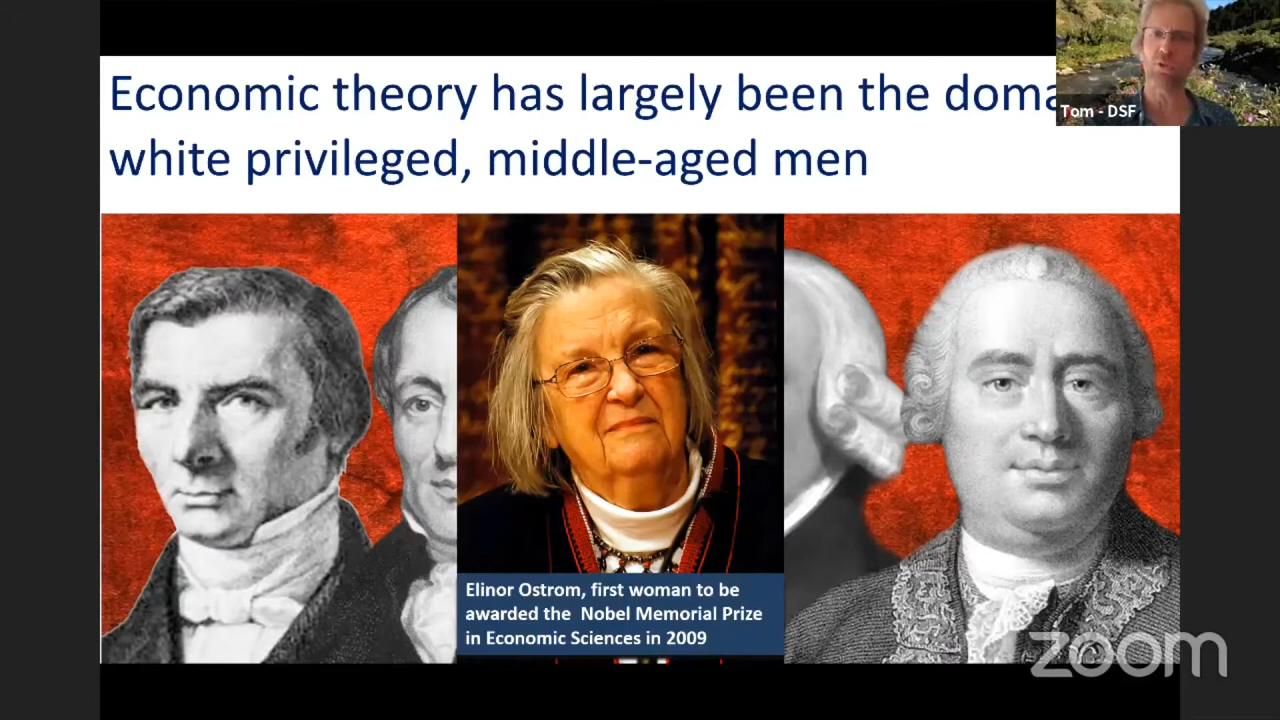 Economic theory has largely been the
white privileged, middle-aged men
Tom - DSF
Elinor Ostrom, first woman to be
awarded the Nobel Memorial Prize
in Economic Sciences in 2009
zoom